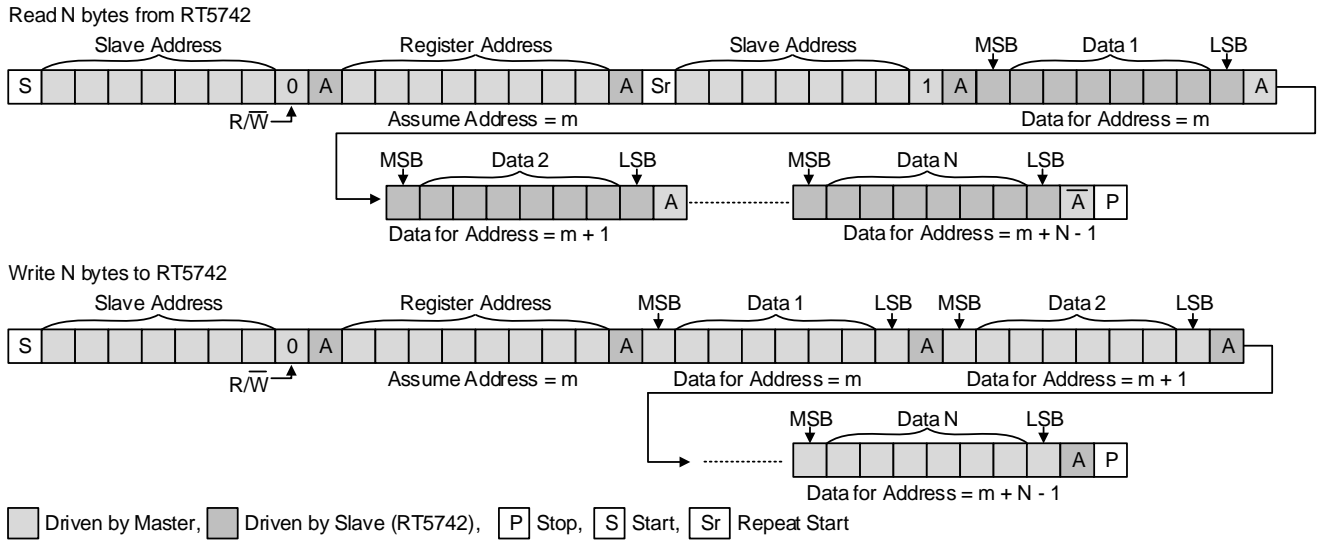 Read N bytes from RT5742
Slave Address Register Address Slave Address MSB Data 1 LSB
S 0 A A Sr 1 A A
R/W̅ Assume Address = m Data for Address = m
MSB Data 2 LSB MSB Data N LSB
A A̅ P
Data for Address = m + 1 Data for Address = m + N - 1
Write N bytes to RT5742
Slave Address Register Address MSB Data 1 LSB MSB Data 2 LSB
S 0 A A A A
R/W̅ Assume Address = m Data for Address = m Data for Address = m + 1
MSB Data N LSB
A P
Data for Address = m + N - 1
Driven by Master, Driven by Slave (RT5742), P Stop, S Start, Sr Repeat Start